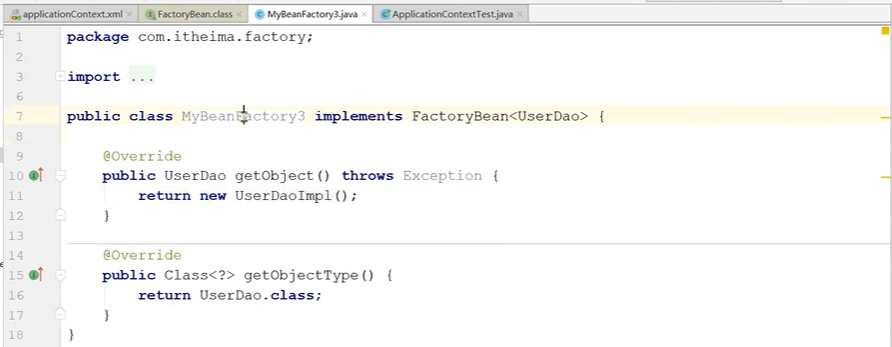 applicationContext.xml FactoryBean.class MyBeanFactory3.java ApplicationContextTest.java
1 package com.itheima.factory;
2
3 import ...
6
7 public class MyBeanFactory3 implements FactoryBean<UserDao> {
8
9 @Override
10 public UserDao getObject() throws Exception {
11 return new UserDaoImpl();
12 }
13
14 @Override
15 public Class<?> getObjectType() {
16 return UserDao.class;
17 }
18 }